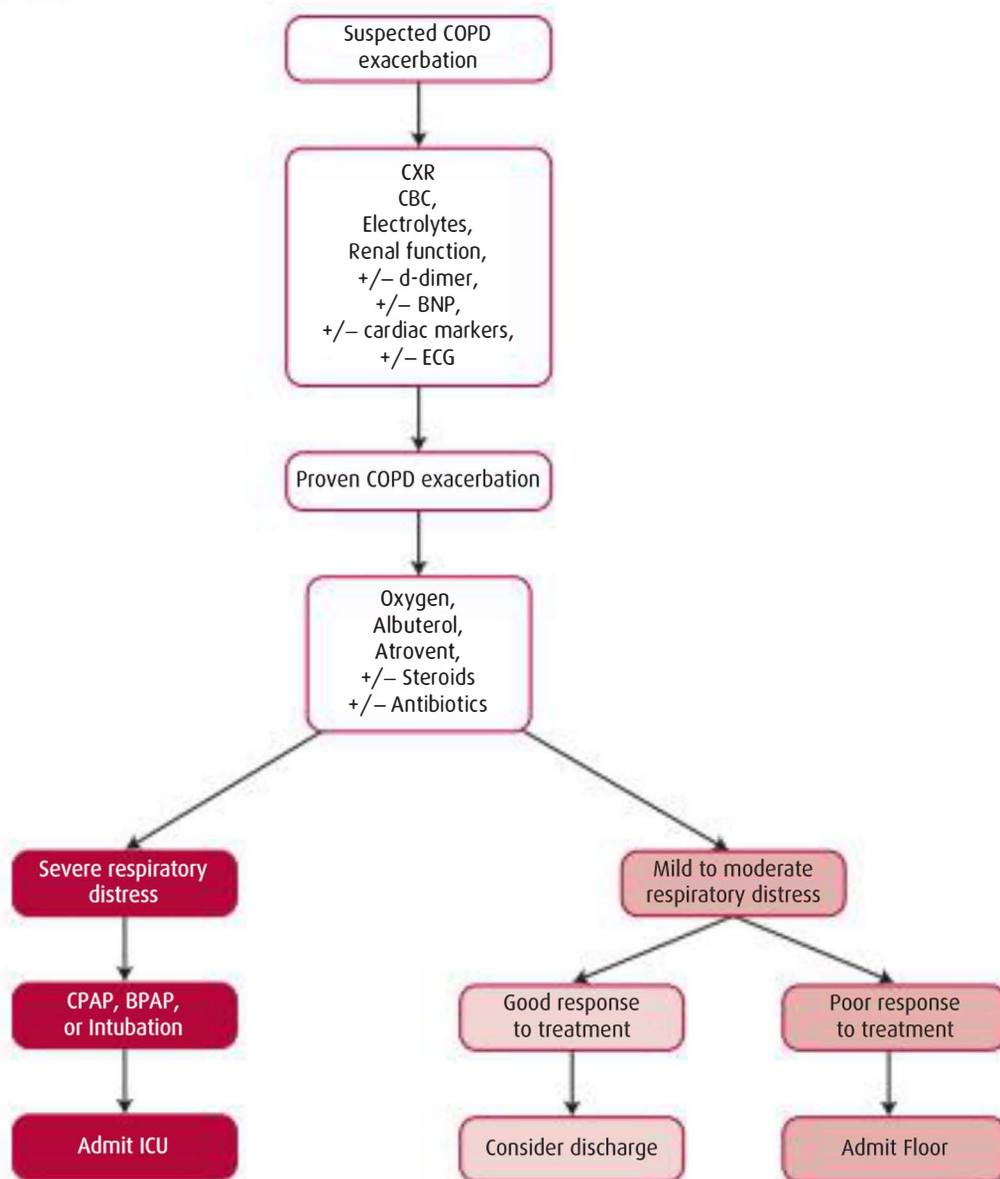 Suspected COPD
exacerbation
CXR
CBC,
Electrolytes,
Renal function,
+/− d-dimer,
+/− BNP,
+/− cardiac markers,
+/− ECG
Proven COPD exacerbation
Oxygen,
Albuterol,
Atrovent,
+/− Steroids
+/− Antibiotics
Severe respiratory
distress
Mild to moderate
respiratory distress
CPAP, BPAP,
or Intubation
Good response
to treatment
Poor response
to treatment
Admit ICU
Consider discharge
Admit Floor